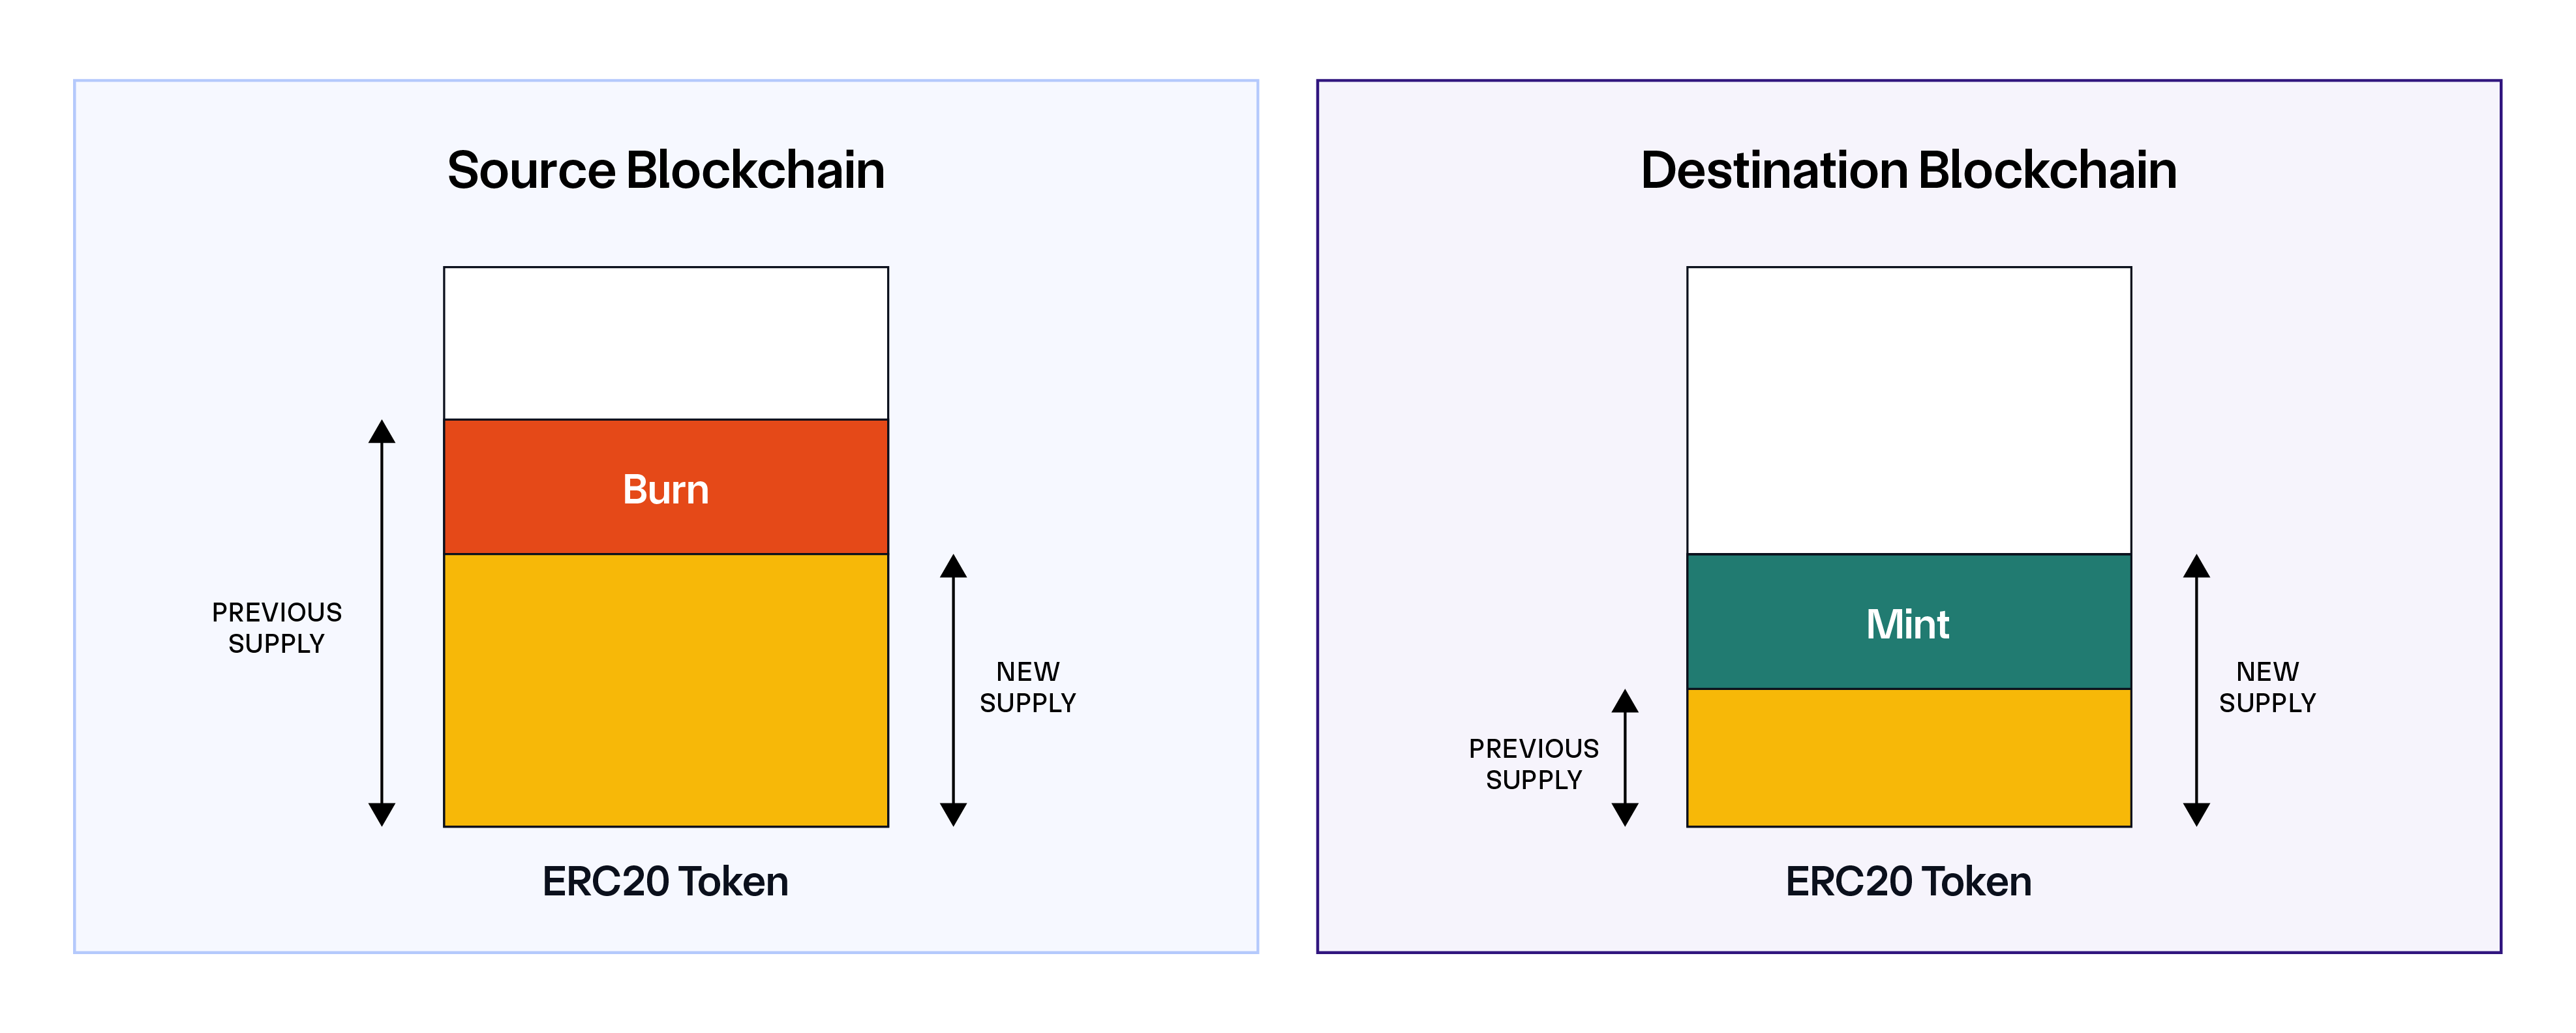 Source Blockchain
Burn
PREVIOUS
SUPPLY
NEW
SUPPLY
ERC20 Token
Destination Blockchain
Mint
PREVIOUS
SUPPLY
NEW
SUPPLY
ERC20 Token